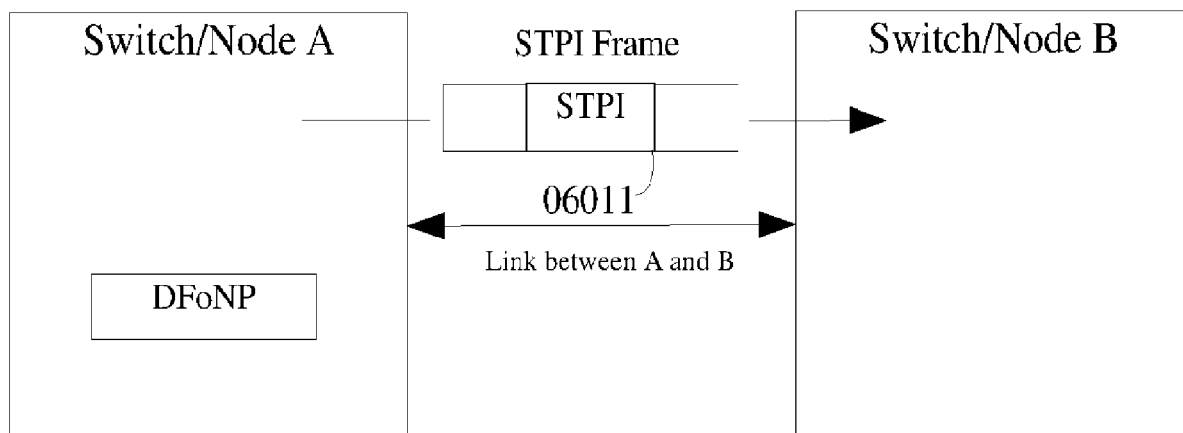 Switch/Node A
STPI Frame
Switch/Node B
STPI
06011
Link between A and B
DFoNP